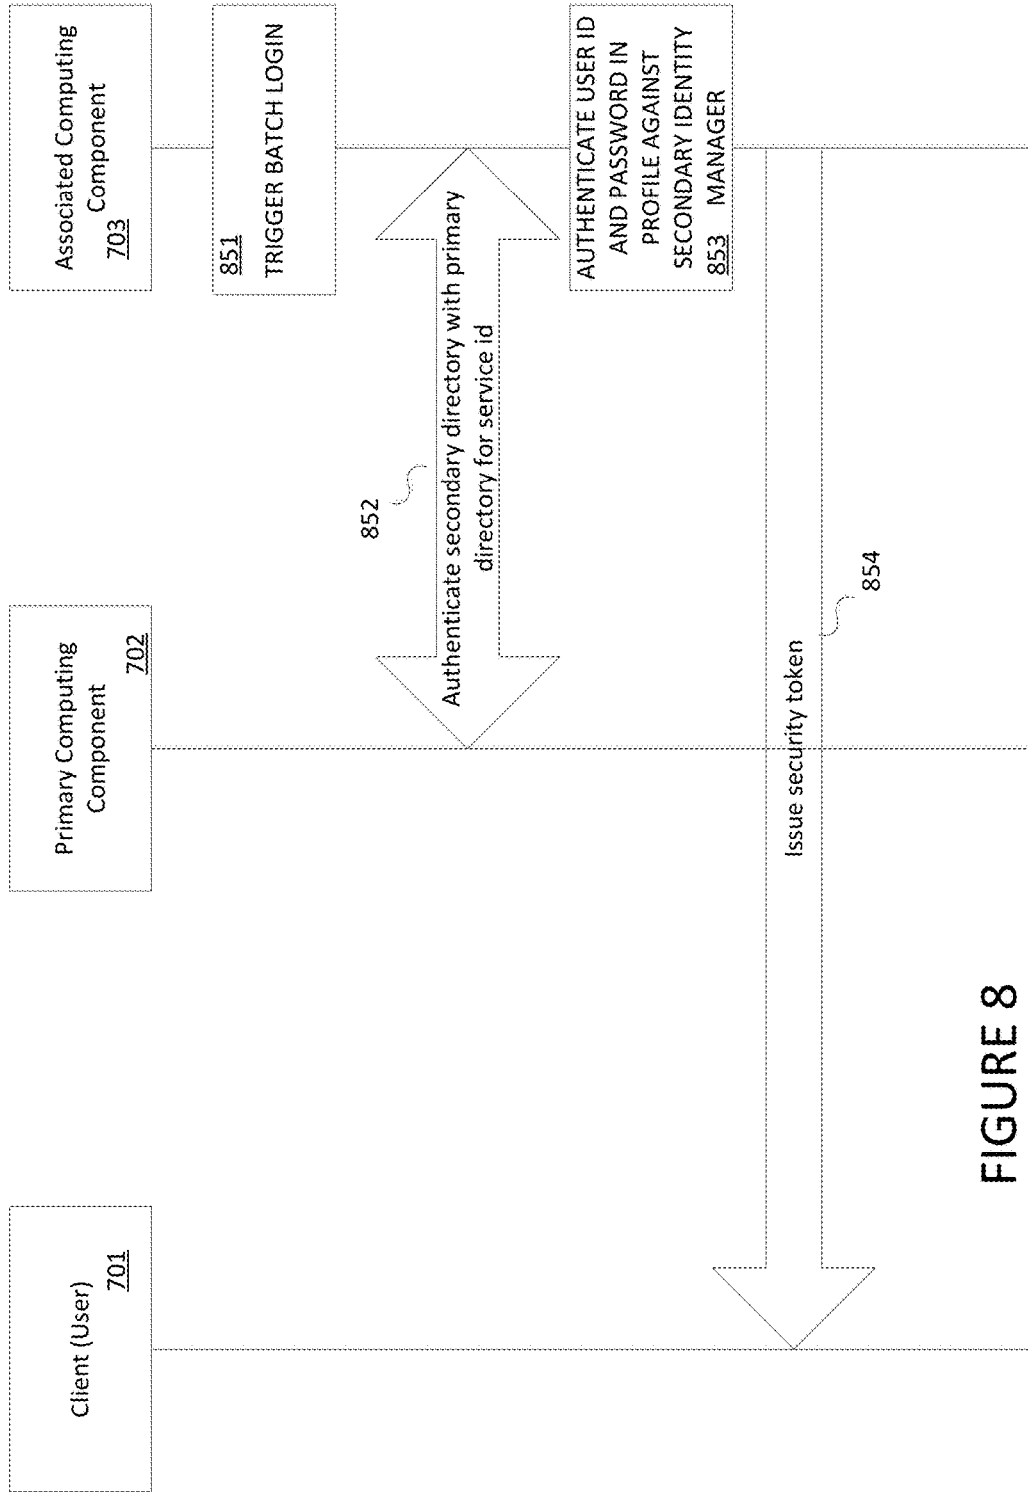 Client (User)
701
Primary Computing
Component
702
Associated Computing
Component
703
851
TRIGGER BATCH LOGIN
852
Authenticate secondary directory with primary
directory for service id
AUTHENTICATE USER ID
AND PASSWORD IN
PROFILE AGAINST
SECONDARY IDENTITY
853 MANAGER
Issue security token
854
FIGURE 8